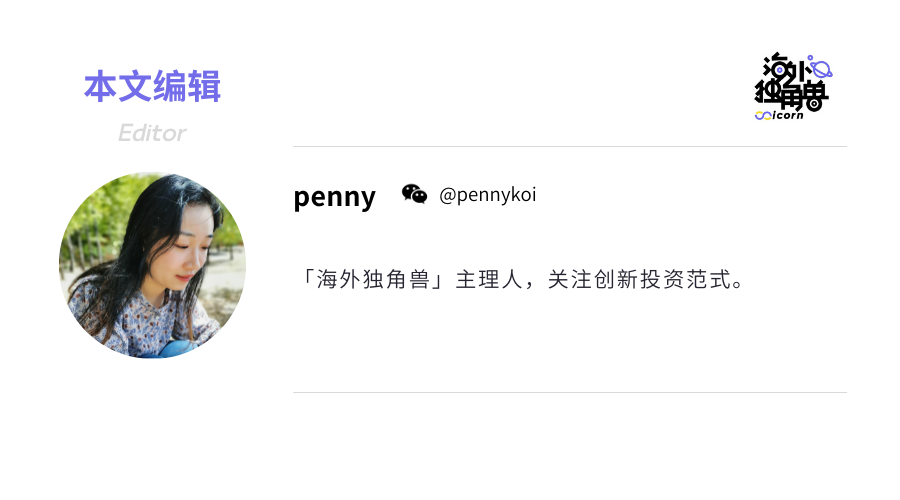 本文编辑
Editor
海外
独角兽
icorn
penny @pennykoi
「海外独角兽」主理人，关注创新投资范式。